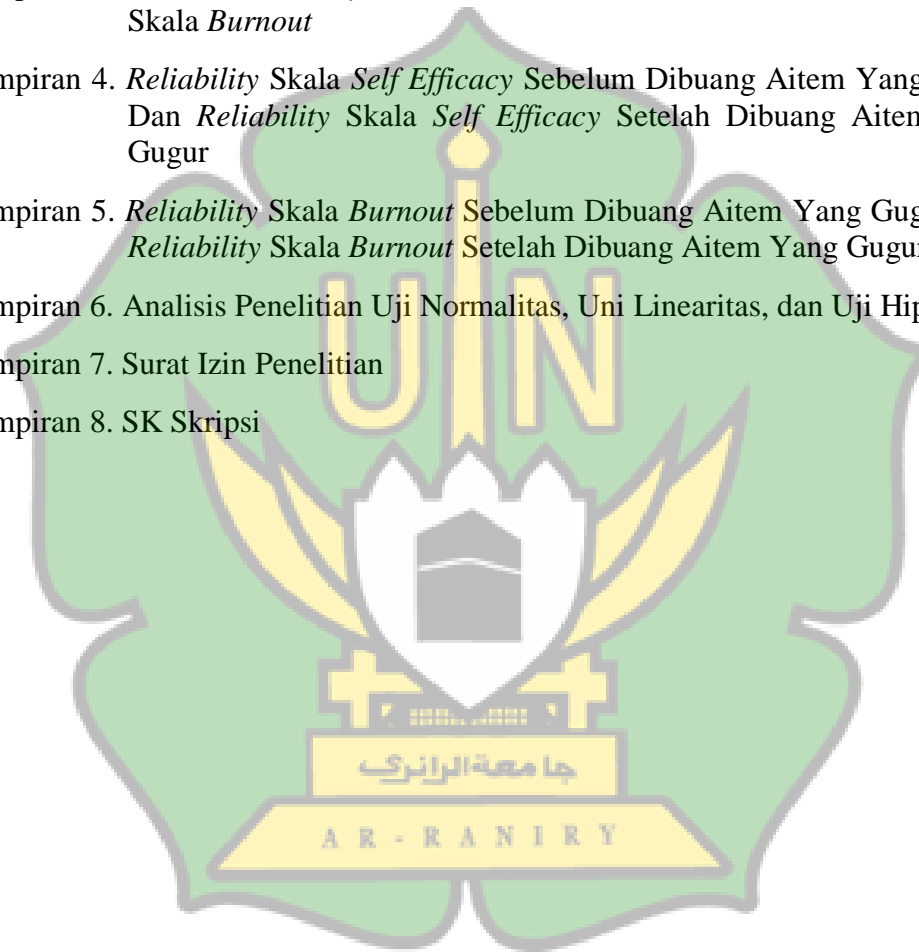 Skala Burnout
mpiran 4. Reliability Skala Self Efficacy Sebelum Dibuang Aitem Yang
Dan Reliability Skala Self Efficacy Setelah Dibuang Aitem
Gugur
mpiran 5. Reliability Skala Burnout Sebelum Dibuang Aitem Yang Gug
Reliability Skala Burnout Setelah Dibuang Aitem Yang Gugur
mpiran 6. Analisis Penelitian Uji Normalitas, Uni Linearitas, dan Uji Hip
mpiran 7. Surat Izin Penelitian
mpiran 8. SK Skripsi
UIN
جامعة الرانري
AR-RANIRY